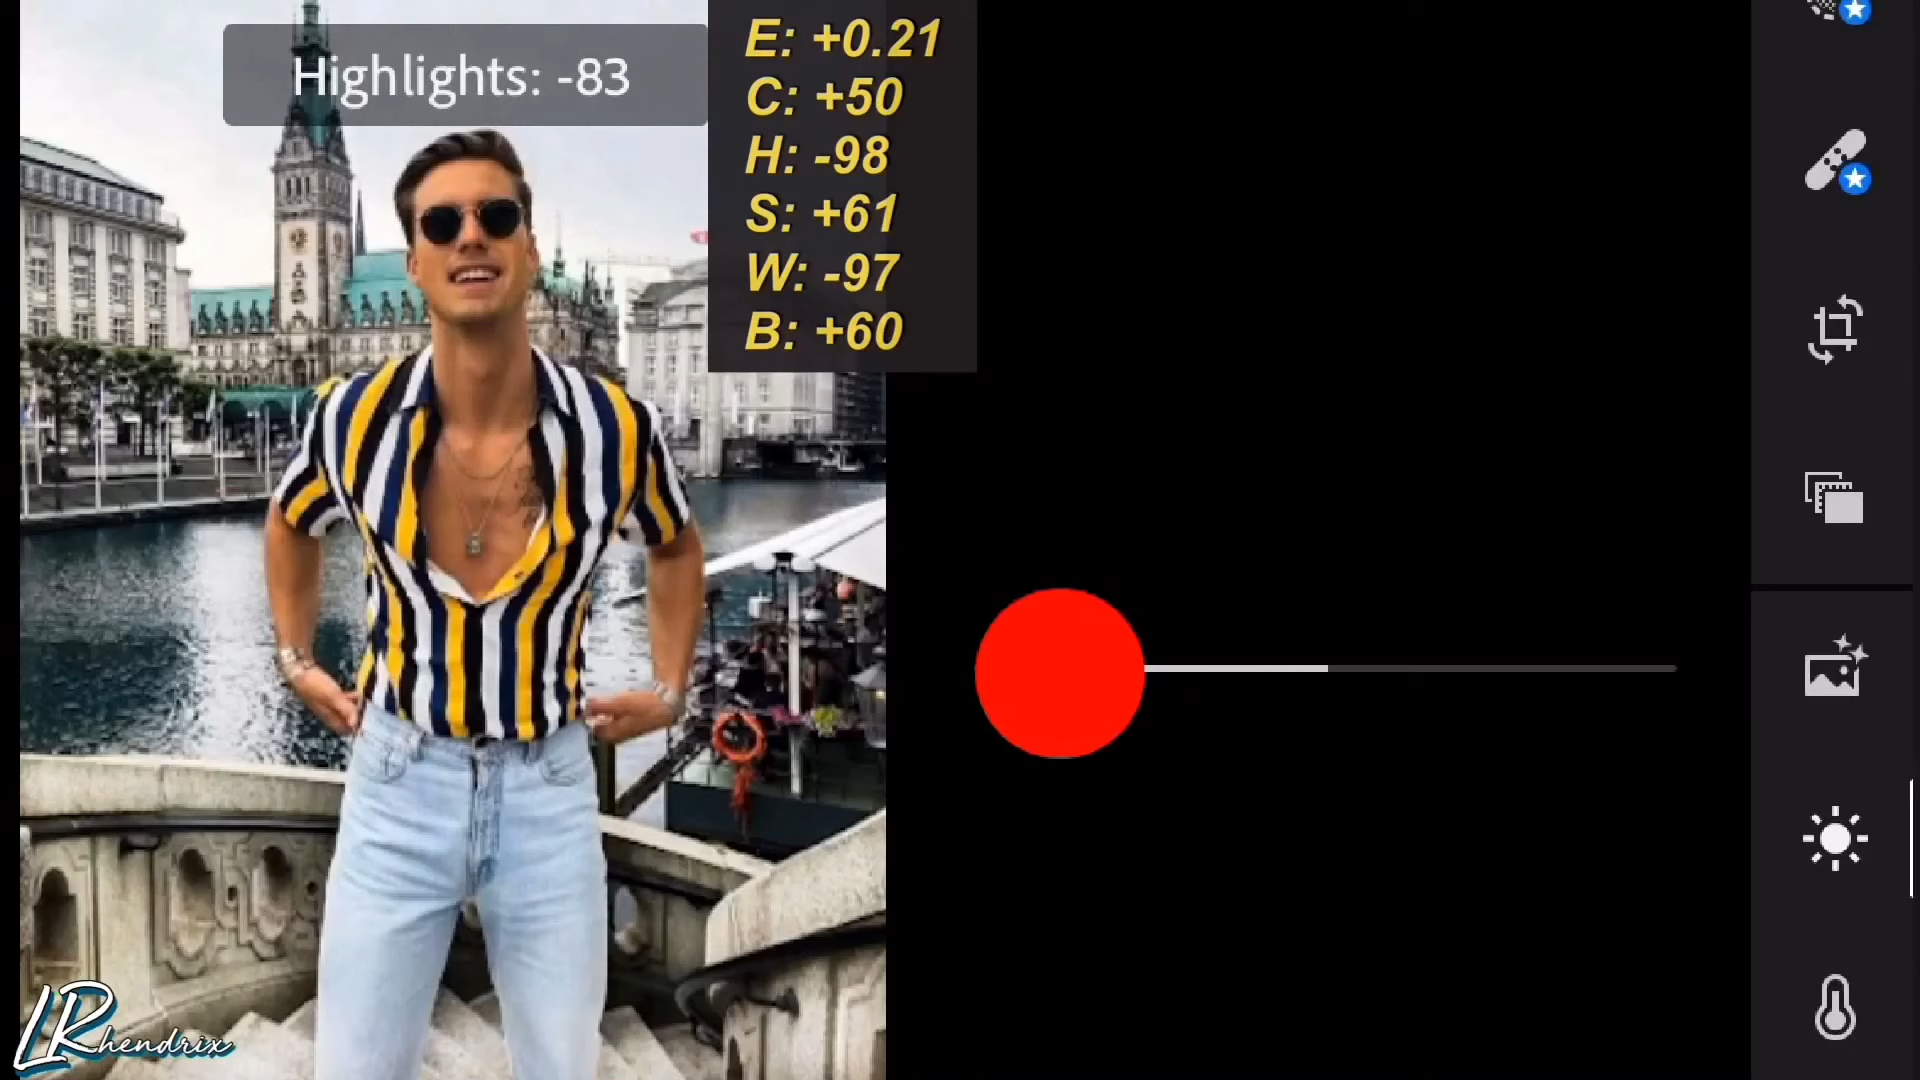 Highlights: -83
E: +0.21
C: +50
H: -98
S: +61
W: -97
B: +60
LRhendrix